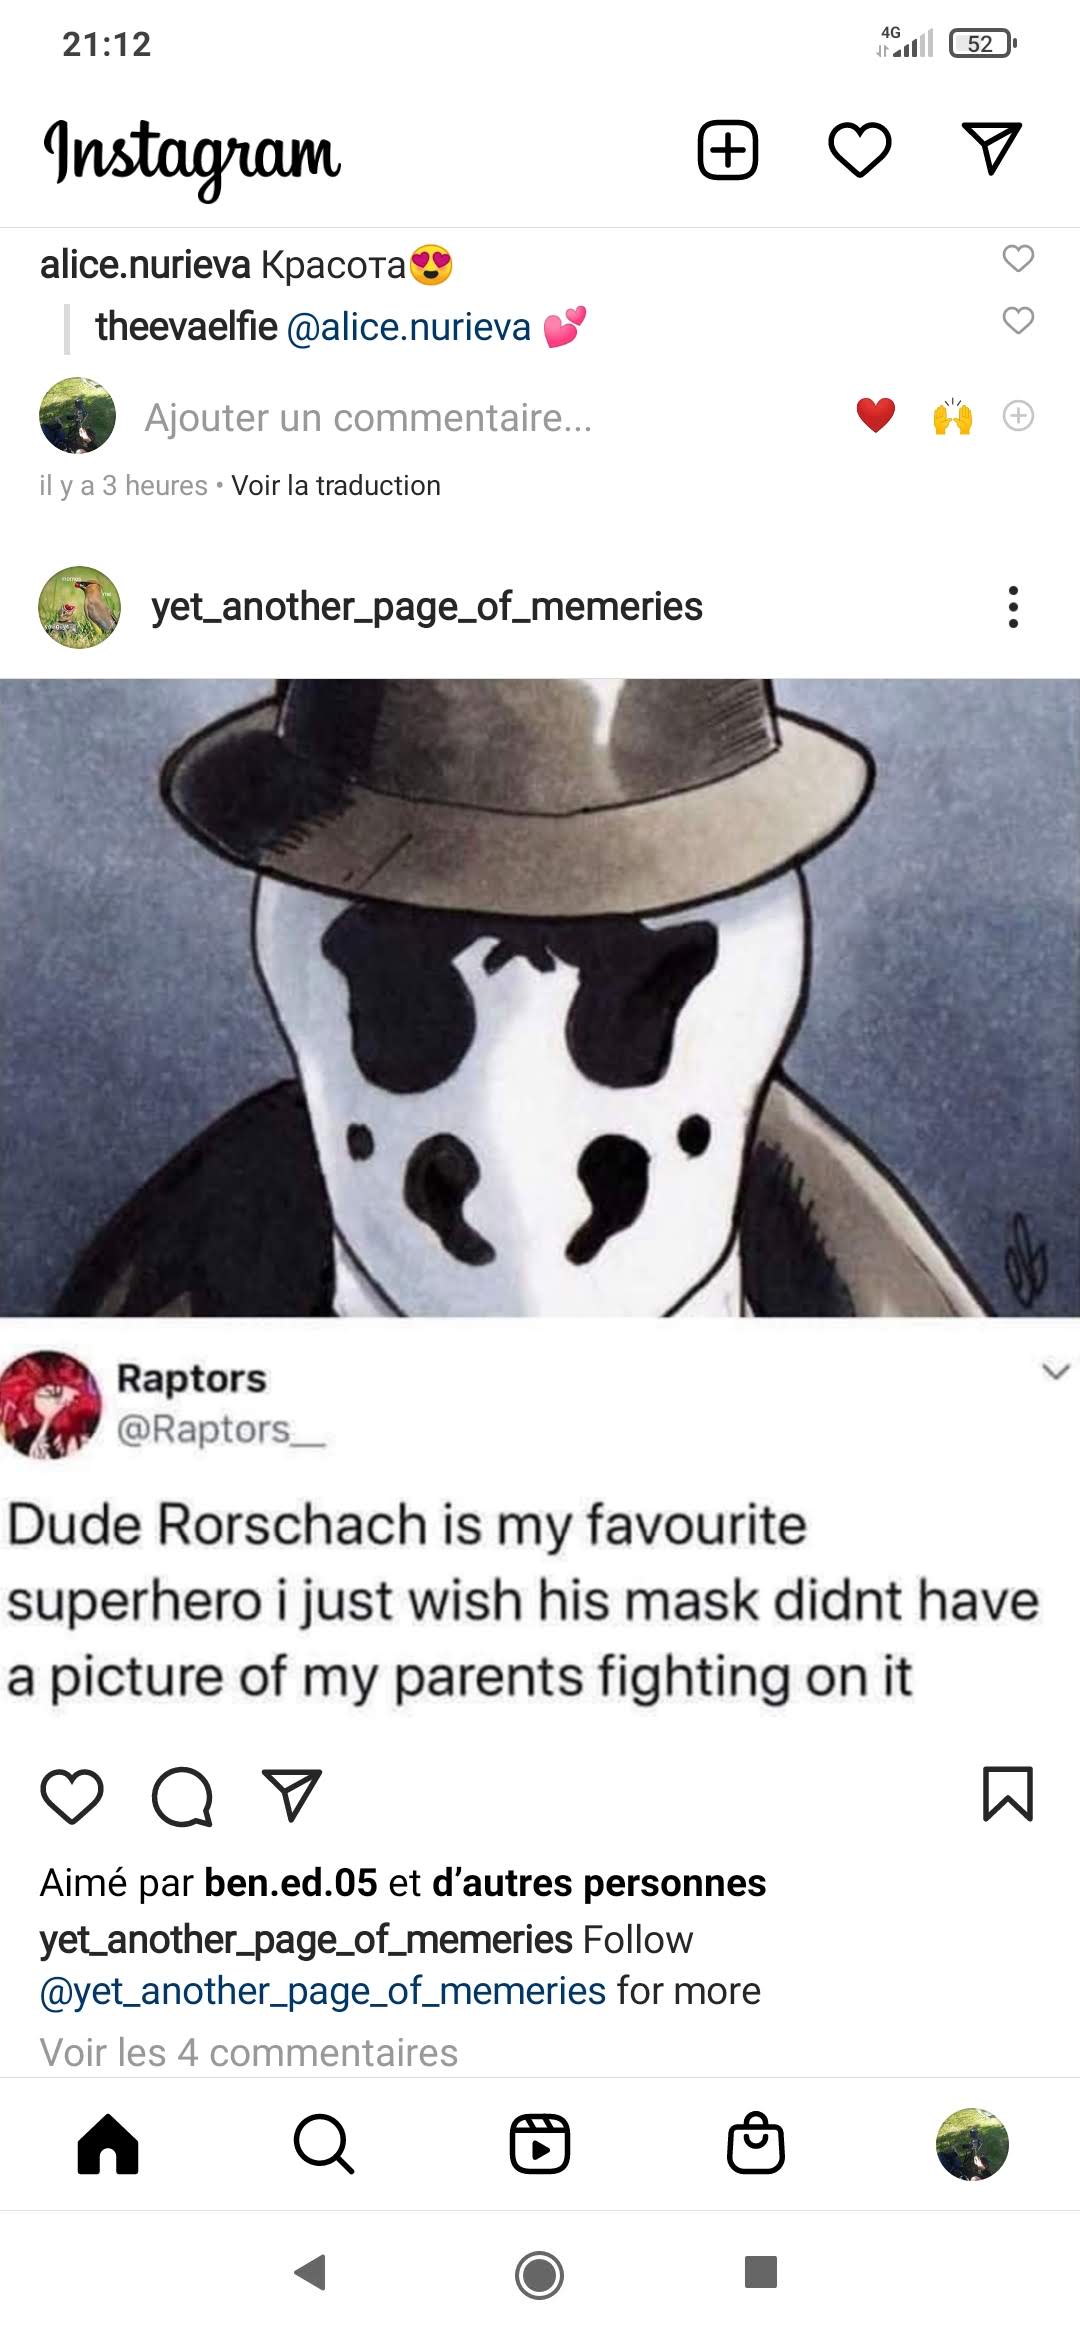 21:12
4G
52
Instagram
alice.nurieva Красота😍
theevaelfie @alice.nurieva 💕
Ajouter un commentaire...
il y a 3 heures • Voir la traduction
yet_another_page_of_memeries
Raptors
@Raptors__
Dude Rorschach is my favourite
superhero i just wish his mask didnt have
a picture of my parents fighting on it
Aimé par ben.ed.05 et d’autres personnes
yet_another_page_of_memeries Follow
@yet_another_page_of_memeries for more
Voir les 4 commentaires